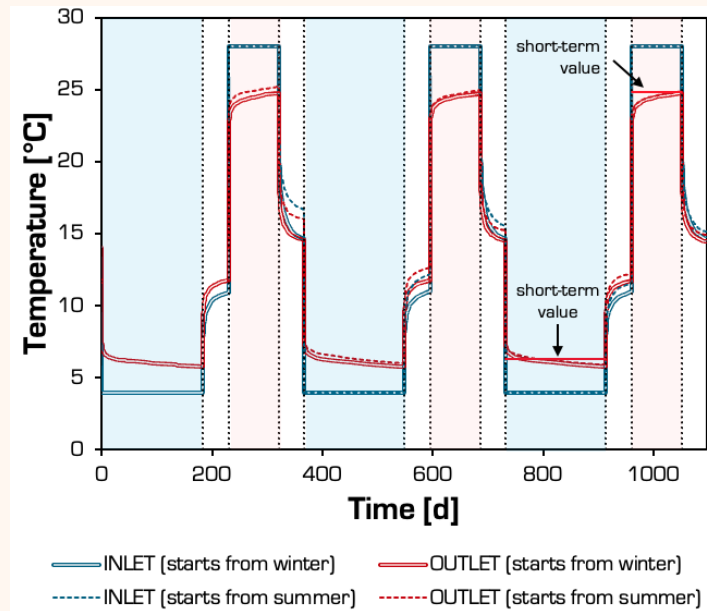 30
25
20
15
10
5
0
Temperature [°C]
short-term
value
short-term
value
0
200
400
600
800
1000
Time [d]
INLET (starts from winter)
OUTLET (starts from winter)
INLET (starts from summer)
OUTLET (starts from summer)